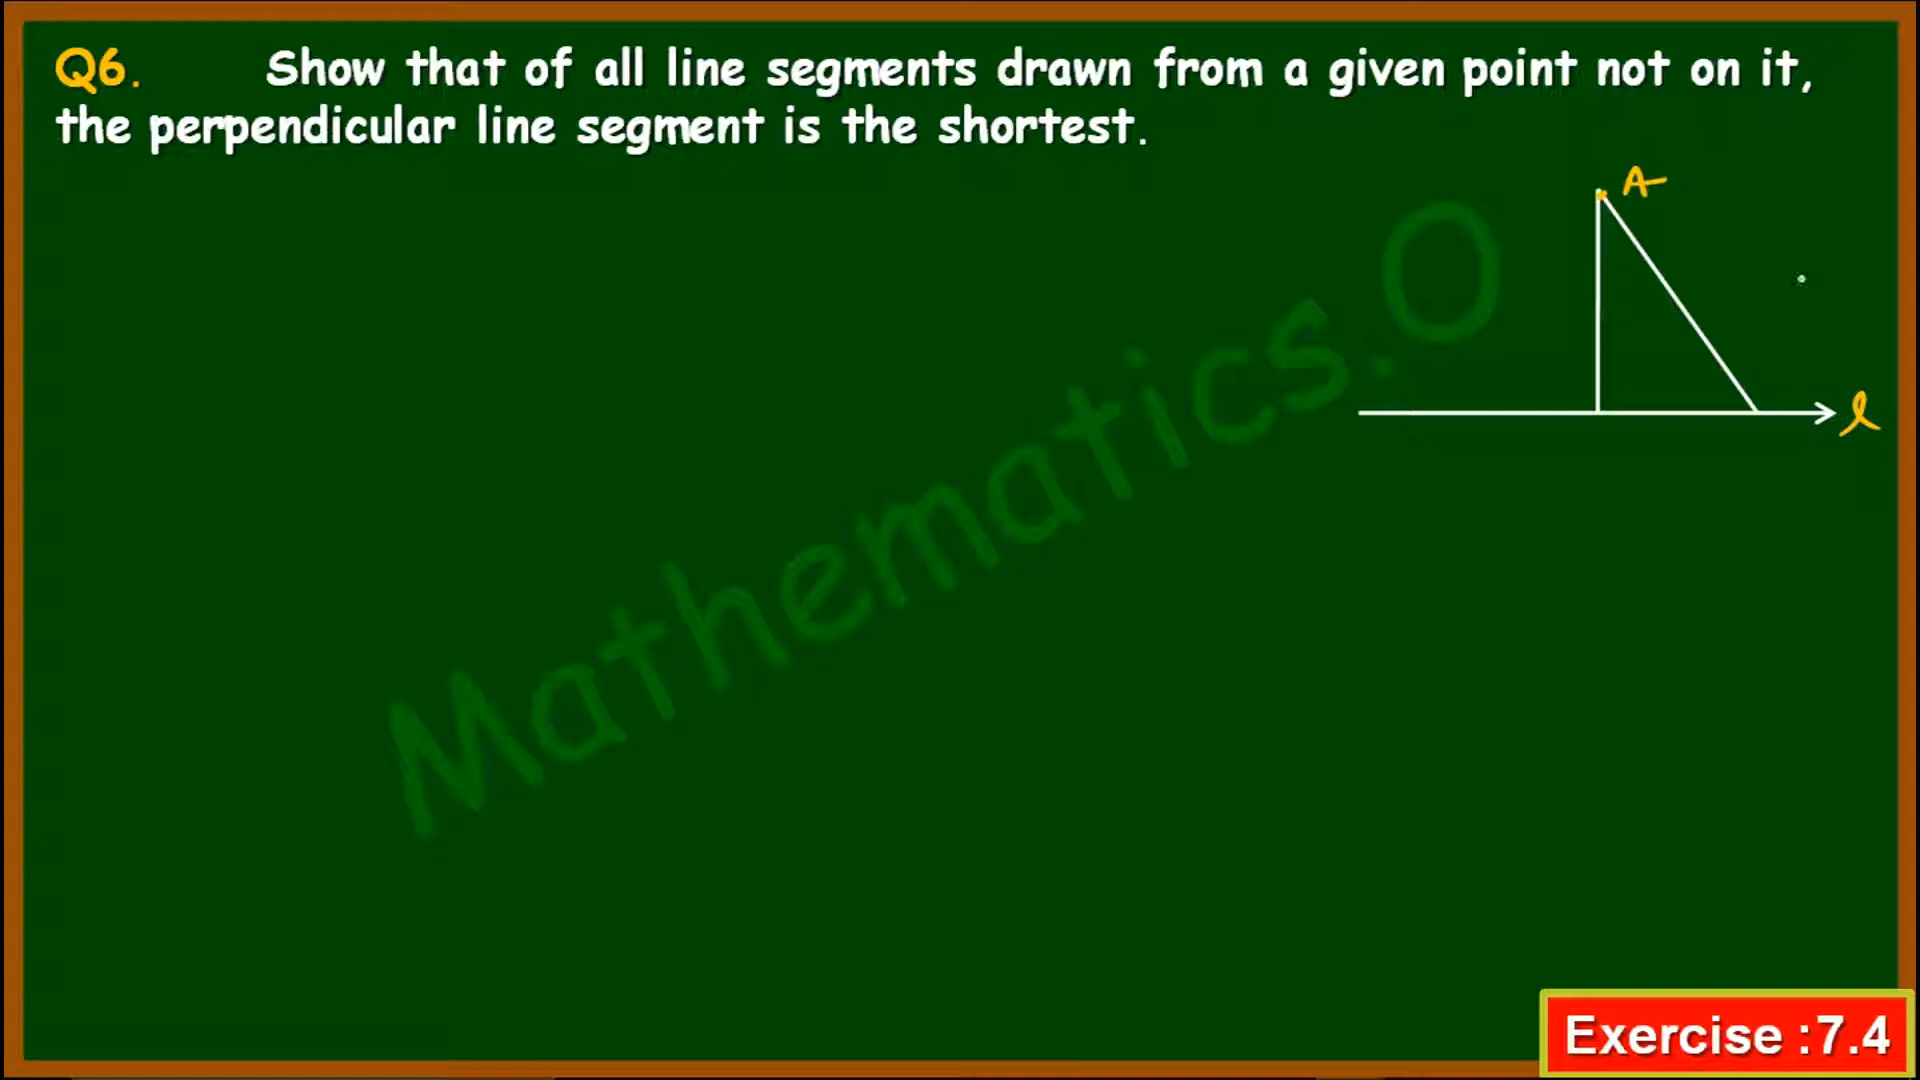 Q6. Show that of all line segments drawn from a given point not on it,
the perpendicular line segment is the shortest.
A
l
Mathematics.O
Exercise :7.4